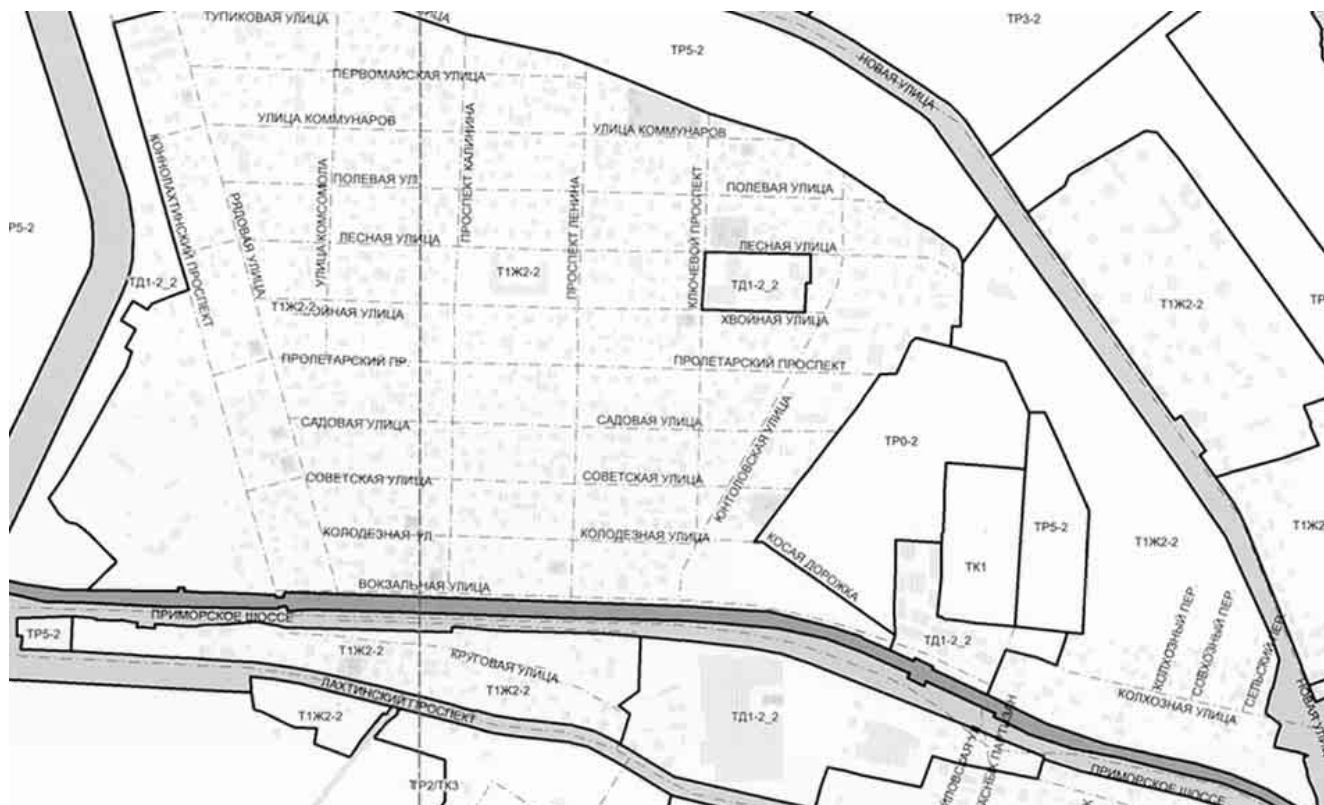 ТУПИКОВАЯ УЛИЦА
ТР5-2
ТР3-2
НОВАЯ УЛИЦА
ПЕРВОМАЙСКАЯ УЛИЦА
УЛИЦА КОММУНАРОВ
ПРОСПЕКТ КАЛИНИНА
УЛИЦА КОММУНАРОВ
КОННОЛАХТИНСКИЙ ПРОСПЕКТ
РЯДОВАЯ УЛИЦА
УЛИЦА КОМСОМОЛА
ПОЛЕВАЯ УЛ.
ПРОСПЕКТ ЛЕНИНА
КЛЮЧЕВОЙ ПРОСПЕКТ
ПОЛЕВАЯ УЛИЦА
ЛЕСНАЯ УЛИЦА
ЛЕСНАЯ УЛИЦА
ТД1-2_2
Т1Ж2-2
ТД1-2_2
Т1Ж2-2
Т1Ж2-2
ХВОЙНАЯ УЛИЦА
ПРОЛЕТАРСКИЙ ПР.
ПРОЛЕТАРСКИЙ ПРОСПЕКТ
САДОВАЯ УЛИЦА
САДОВАЯ УЛИЦА
ЮНТОЛОВСКАЯ УЛИЦА
ТР0-2
СОВЕТСКАЯ УЛИЦА
СОВЕТСКАЯ УЛИЦА
КОЛОДЕЗНАЯ УЛ.
КОЛОДЕЗНАЯ УЛИЦА
КОСАЯ ДОРОЖКА
ТР5-2
ТК1
Т1Ж2-2
ВОКЗАЛЬНАЯ УЛИЦА
ПРИМОРСКОЕ ШОССЕ
ТР5-2
Т1Ж2-2
КРУГОВАЯ УЛИЦА
Т1Ж2-2
ТД1-2_2
КОЛХОЗНЫЙ ПЕР.
СОВХОЗНЫЙ ПЕР.
СЕЛЬСКИЙ ПЕР.
КОЛХОЗНАЯ УЛИЦА
ЛАХТИНСКИЙ ПРОСПЕКТ
Т1Ж2-2
ТД1-2_2
ПРИМОРСКОЕ ШОССЕ
ТР2/ТК3